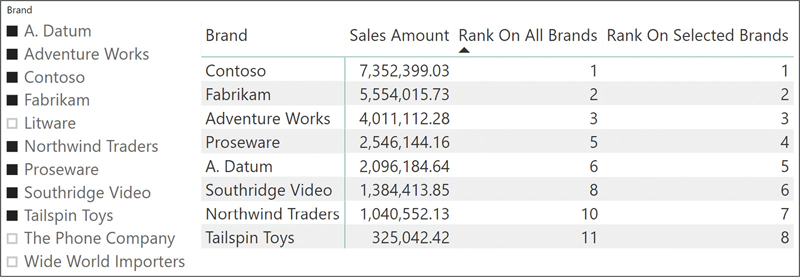 Brand
A. Datum
Adventure Works
Contoso
Fabrikam
Litware
Northwind Traders
Proseware
Southridge Video
Tailspin Toys
The Phone Company
Wide World Importers
Brand Sales Amount Rank On All Brands Rank On Selected Brands
Contoso 7,352,399.03 1 1
Fabrikam 5,554,015.73 2 2
Adventure Works 4,011,112.28 3 3
Proseware 2,546,144.16 5 4
A. Datum 2,096,184.64 6 5
Southridge Video 1,384,413.85 8 6
Northwind Traders 1,040,552.13 10 7
Tailspin Toys 325,042.42 11 8